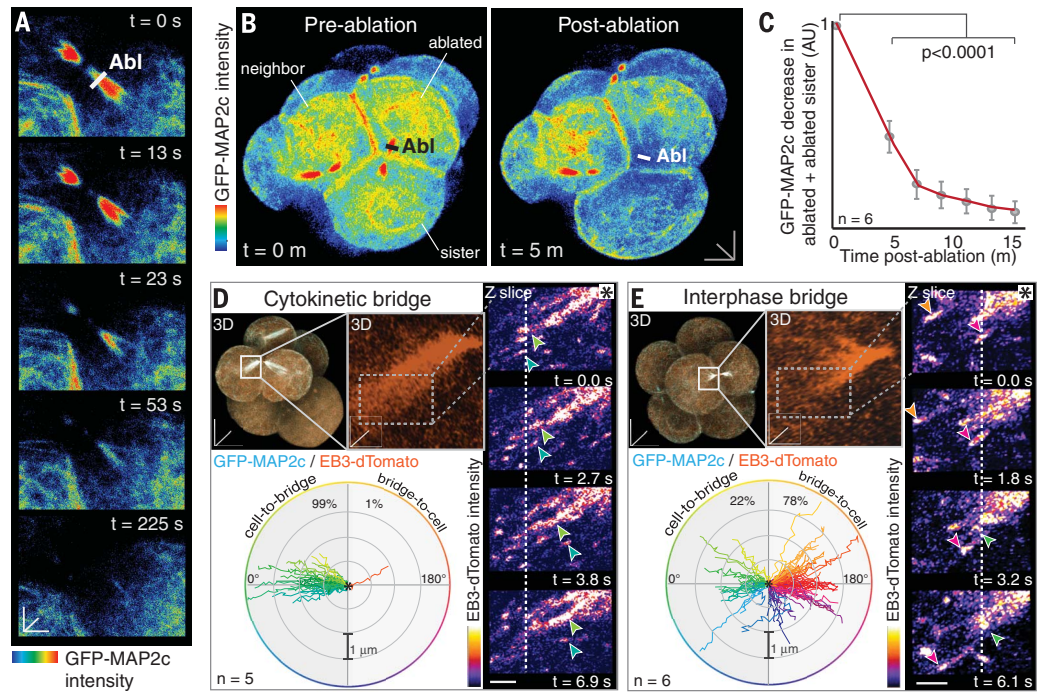 A
t = 0 s
Abl
t = 13 s
t = 23 s
t = 53 s
t = 225 s
GFP-MAP2c
intensity
B
GFP-MAP2c intensity
Pre-ablation
neighbor
ablated
Abl
sister
t = 0 m
Post-ablation
Abl
t = 5 m
C
GFP-MAP2c decrease in
ablated + ablated sister (AU)
1
p<0.0001
n = 6
0
5
10
15
Time post-ablation (m)
D
Cytokinetic bridge
3D
3D
GFP-MAP2c / EB3-dTomato
cell-to-bridge
bridge-to-cell
99%
1%
0°
180°
*
1 μm
n = 5
EB3-dTomato intensity
Z slice
*
t = 0.0 s
t = 2.7 s
t = 3.8 s
t = 6.9 s
E
Interphase bridge
3D
3D
GFP-MAP2c / EB3-dTomato
cell-to-bridge
bridge-to-cell
22%
78%
0°
180°
*
1 μm
n = 6
EB3-dTomato intensity
Z slice
*
t = 0.0 s
t = 1.8 s
t = 3.2 s
t = 6.1 s